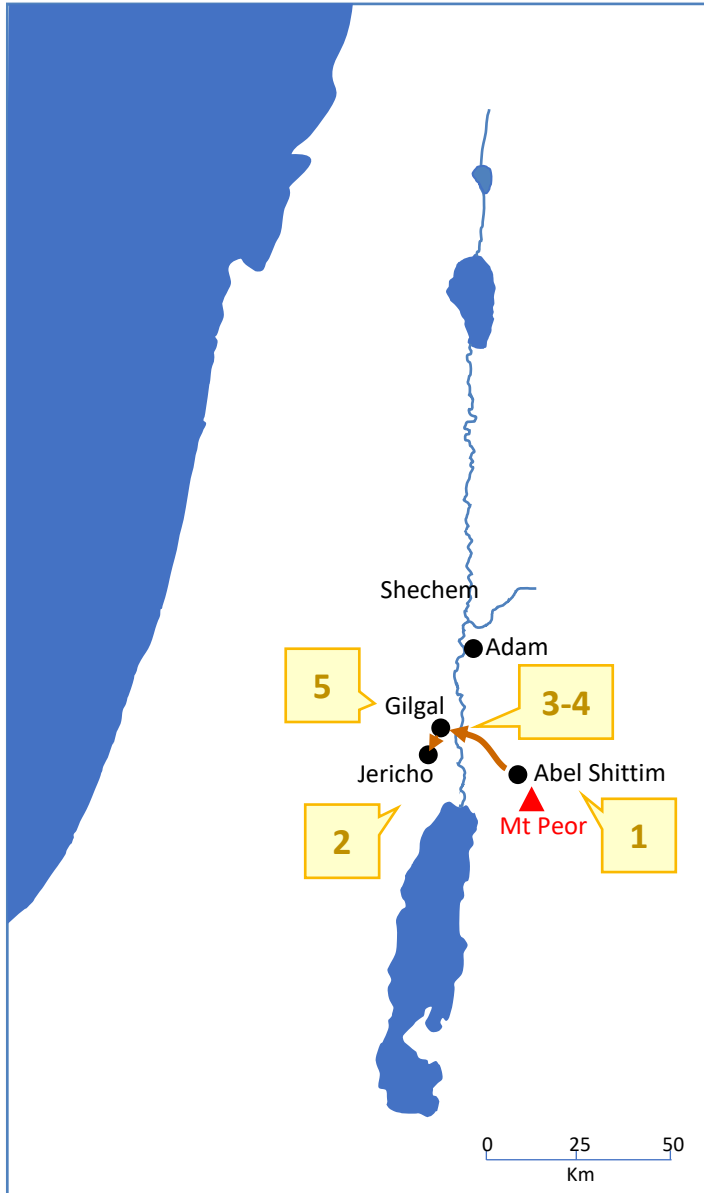 Shechem
Adam
5
3-4
Gilgal
Jericho
Abel Shittim
Mt Peor
2
1
0 25 50
Km